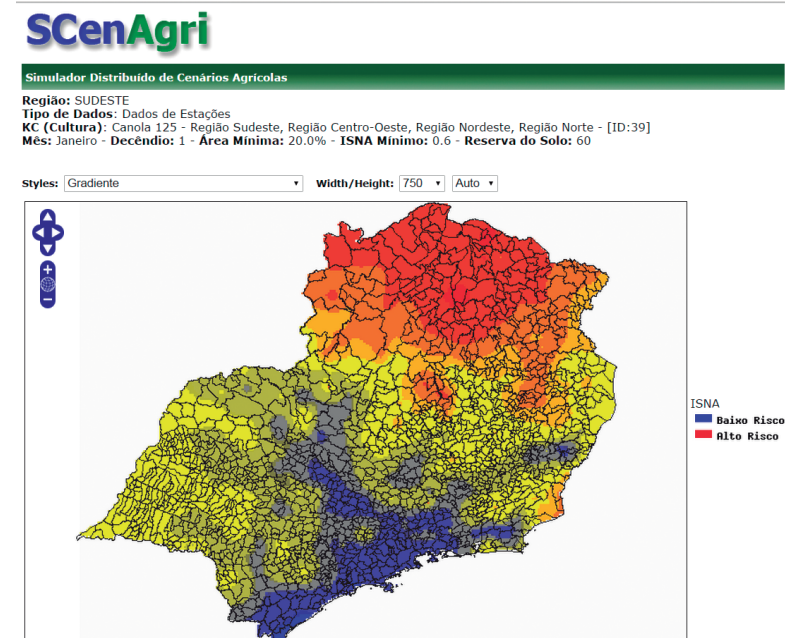 SCenAgri
Simulador Distribuído de Cenários Agrícolas
Região: SUDESTE
Tipo de Dados: Dados de Estações
KC (Cultura): Canola 125 - Região Sudeste, Região Centro-Oeste, Região Nordeste, Região Norte - [ID:39]
Mês: Janeiro - Decêndio: 1 - Área Mínima: 20.0% - ISNA Mínimo: 0.6 - Reserva do Solo: 60
Styles: Gradiente Width/Height: 750 Auto
ISNA
Baixo Risco
Alto Risco